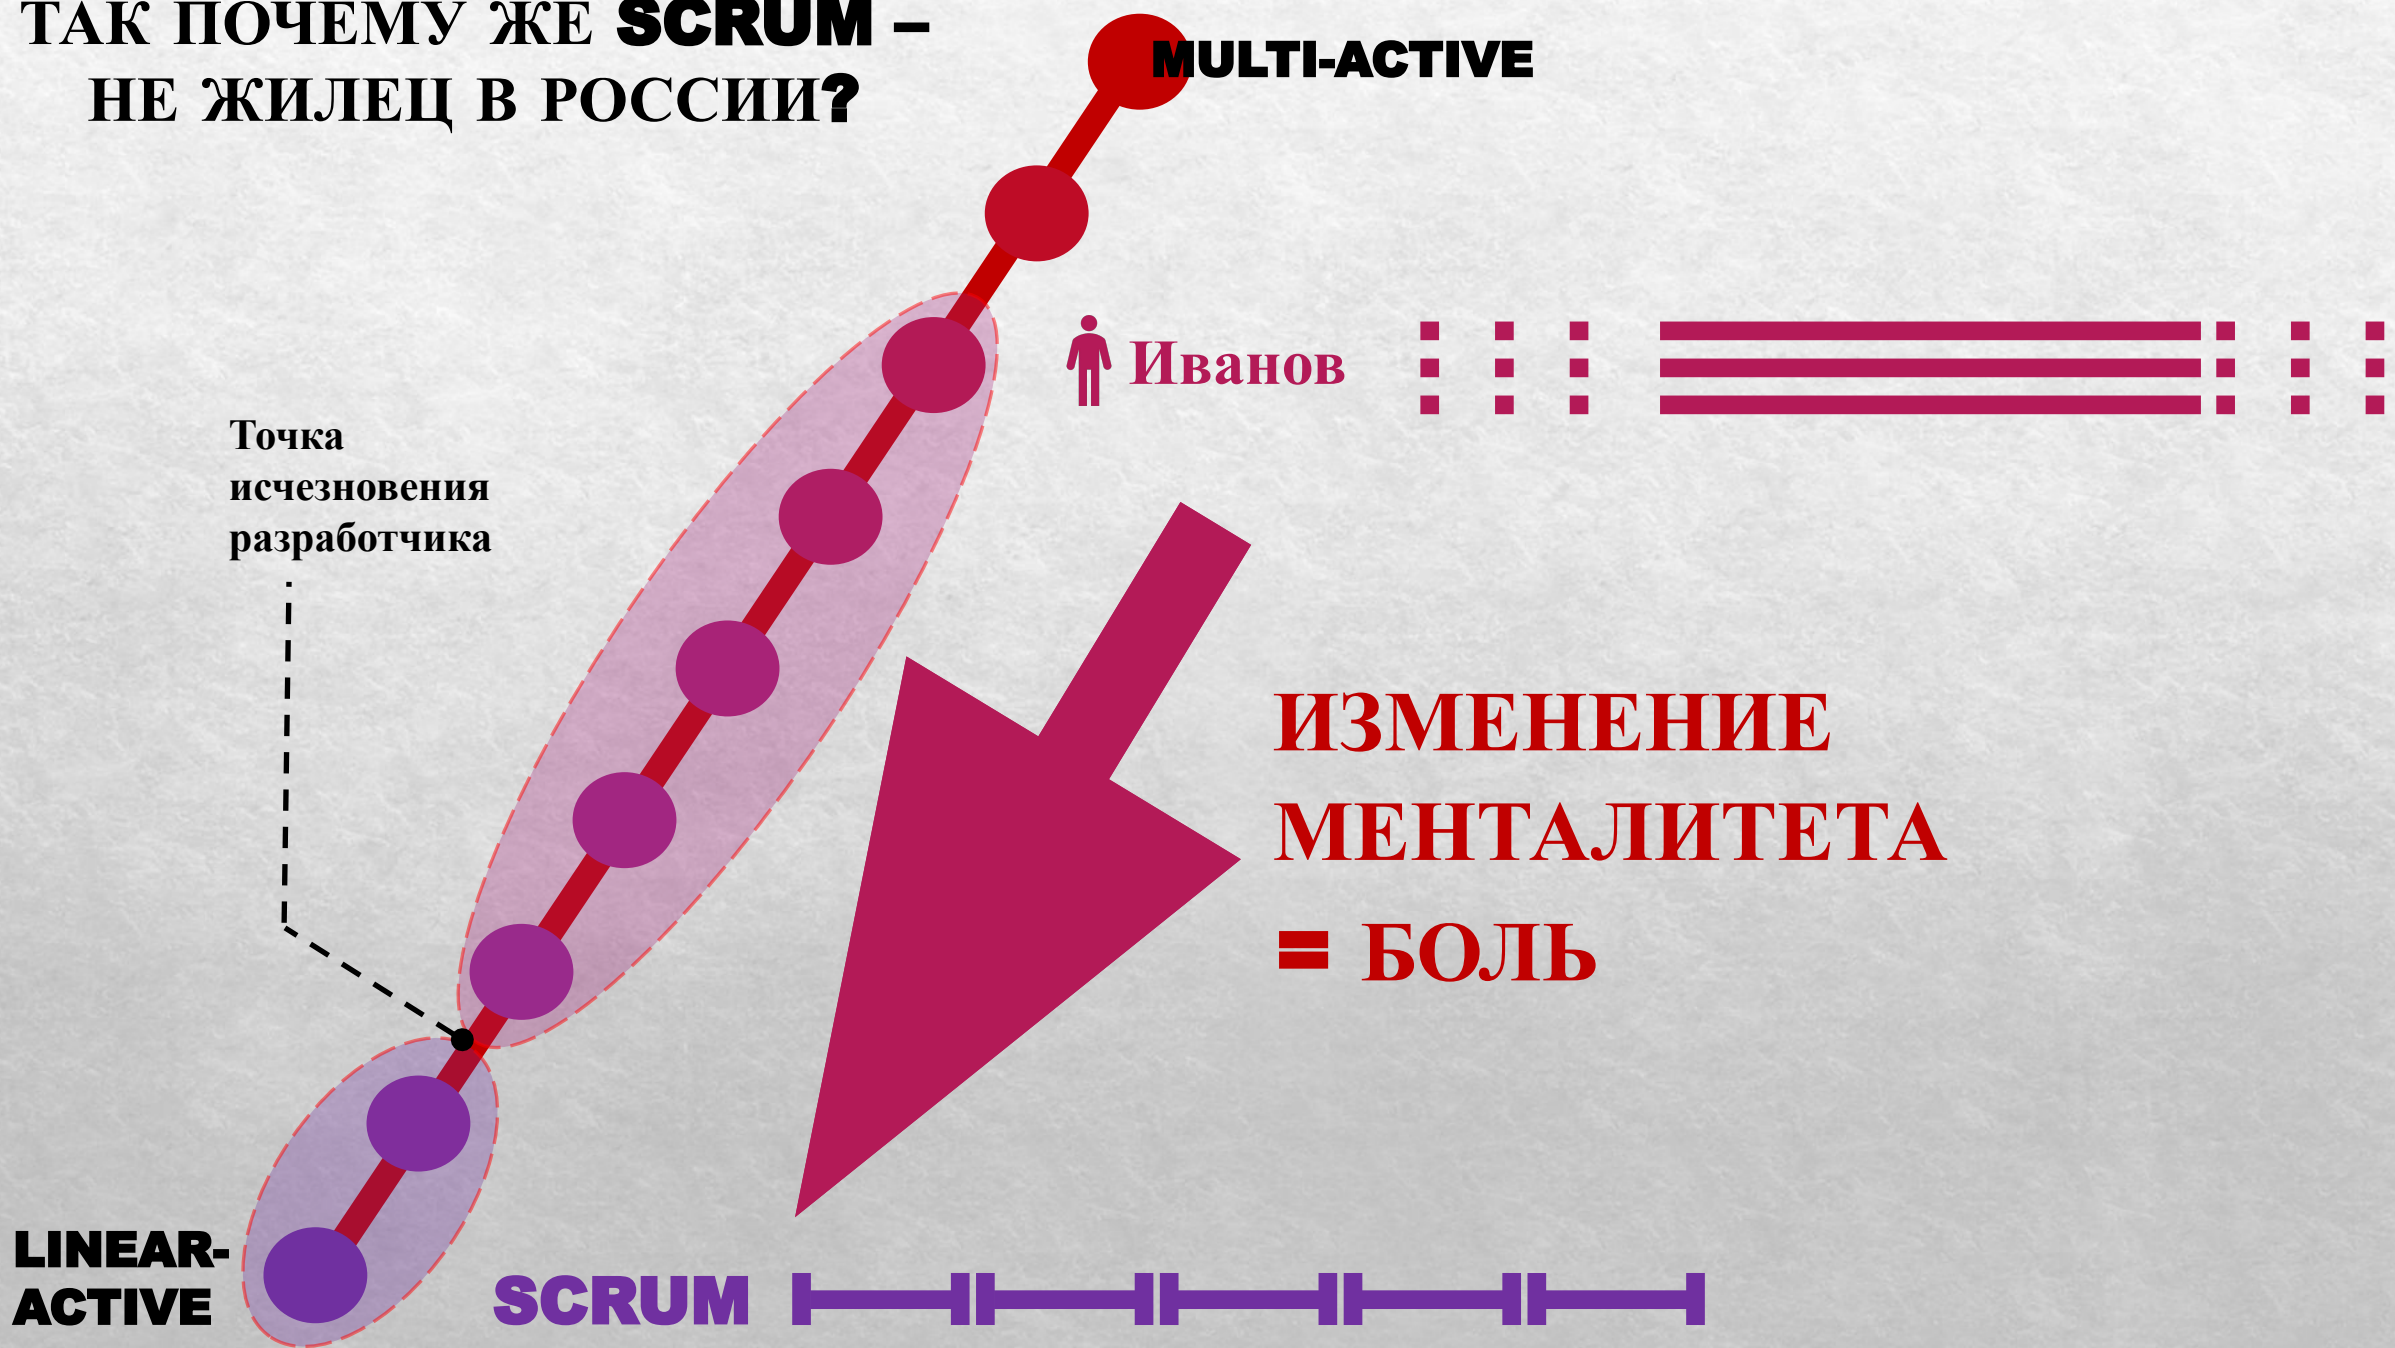 ТАК ПОЧЕМУ ЖЕ SCRUM –
НЕ ЖИЛЕЦ В РОССИИ?
MULTI-ACTIVE
Иванов
Точка
исчезновения
разработчика
ИЗМЕНЕНИЕ
МЕНТАЛИТЕТА
= БОЛЬ
LINEAR-
ACTIVE
SCRUM